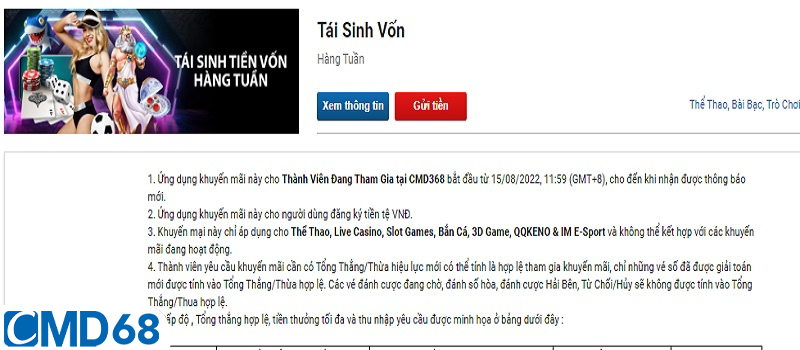 TÁI SINH TIỀN VỐN
HÀNG TUẦN
Tái Sinh Vốn
Hàng Tuần
Xem thông tin
Gửi tiền
Thể Thao, Bài Bạc, Trò Chơi
1. Ứng dụng khuyến mãi này cho Thành Viên Đang Tham Gia tại CMD368 bắt đầu từ 15/08/2022, 11:59 (GMT+8), cho đến khi nhận được thông báo
mới.
2. Ứng dụng khuyến mãi này cho người dùng đăng ký tiền tệ VNĐ.
3. Khuyến mại này chỉ áp dụng cho Thể Thao, Live Casino, Slot Games, Bắn Cá, 3D Game, QQKENO & IM E-Sport và không thể kết hợp với các khuyến
mãi đang hoạt động.
4. Thành viên yêu cầu khuyến mãi cần có Tổng Thắng/Thừa hiệu lực mới có thể tính là hợp lệ tham gia khuyến mãi, chỉ những vé số đã được giải toán
mới được tính vào Tổng Thắng/Thừa hợp lệ. Các vé đánh cược đang chờ, đánh số hòa, đánh cược Hải Bên, Từ Chối/Hủy sẽ không được tính vào Tổng
Thắng/Thua hợp lệ.
ấp độ , Tổng thắng hợp lệ, tiền thưởng tối đa và thu nhập yêu cầu được minh họa ở bảng dưới đây :
CMD68